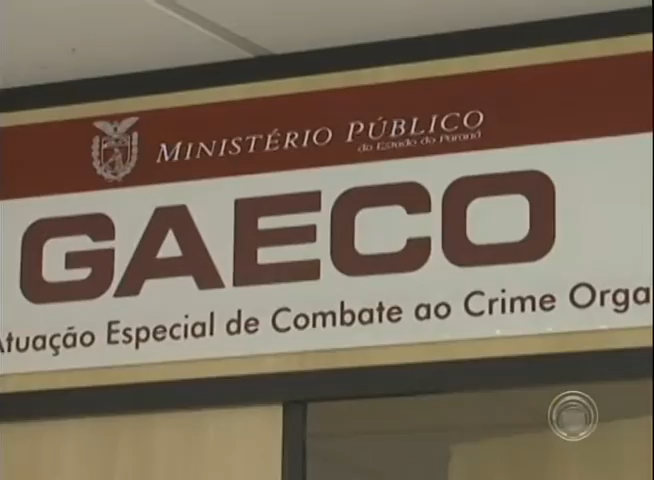 MINISTÉRIO PÚBLICO
do Estado do Paraná
GAECO
Atuação Especial de Combate ao Crime Orga